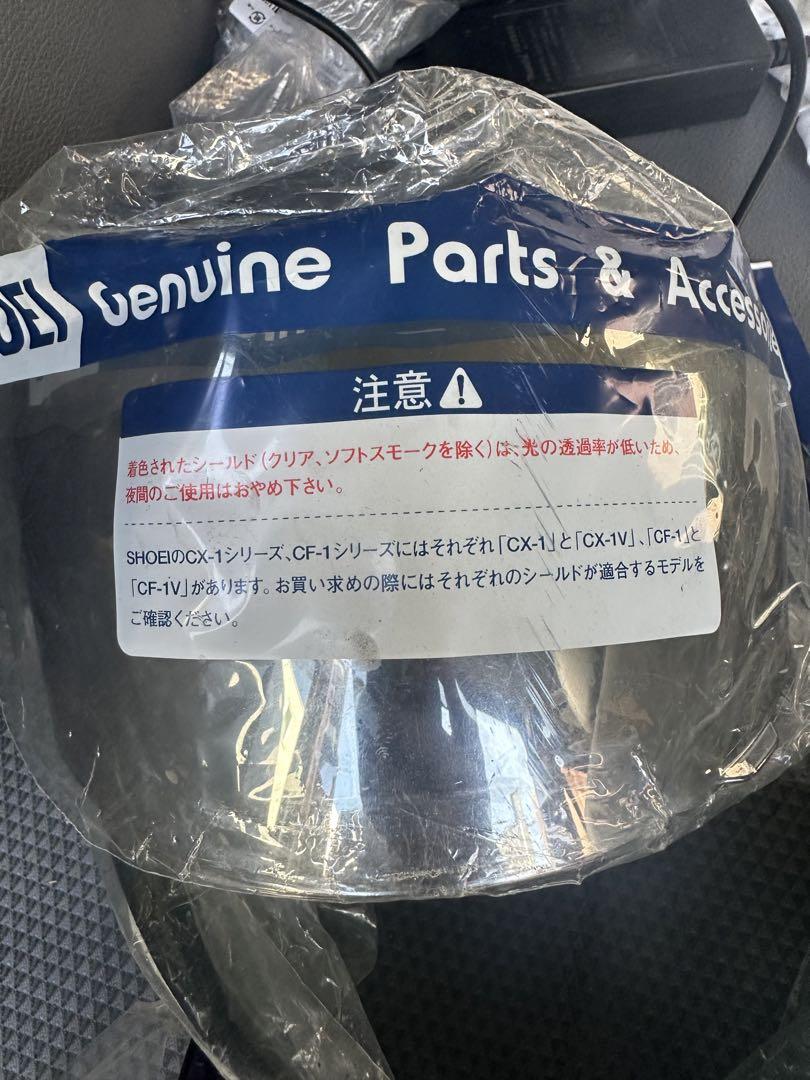 Genuine Parts & Accesso
注意
着色されたシールド(クリア、ソフトスモークを除く)は、光の透過率が低いため、
夜間のご使用はおやめ下さい。
SHOEIのCX-1シリーズ、CF-1シリーズにはそれぞれ「CX-1」と「CX-1V」、「CF-1」と
「CF-1V」があります。お買い求めの際にはそれぞれのシールドが適合するモデルを
ご確認ください。